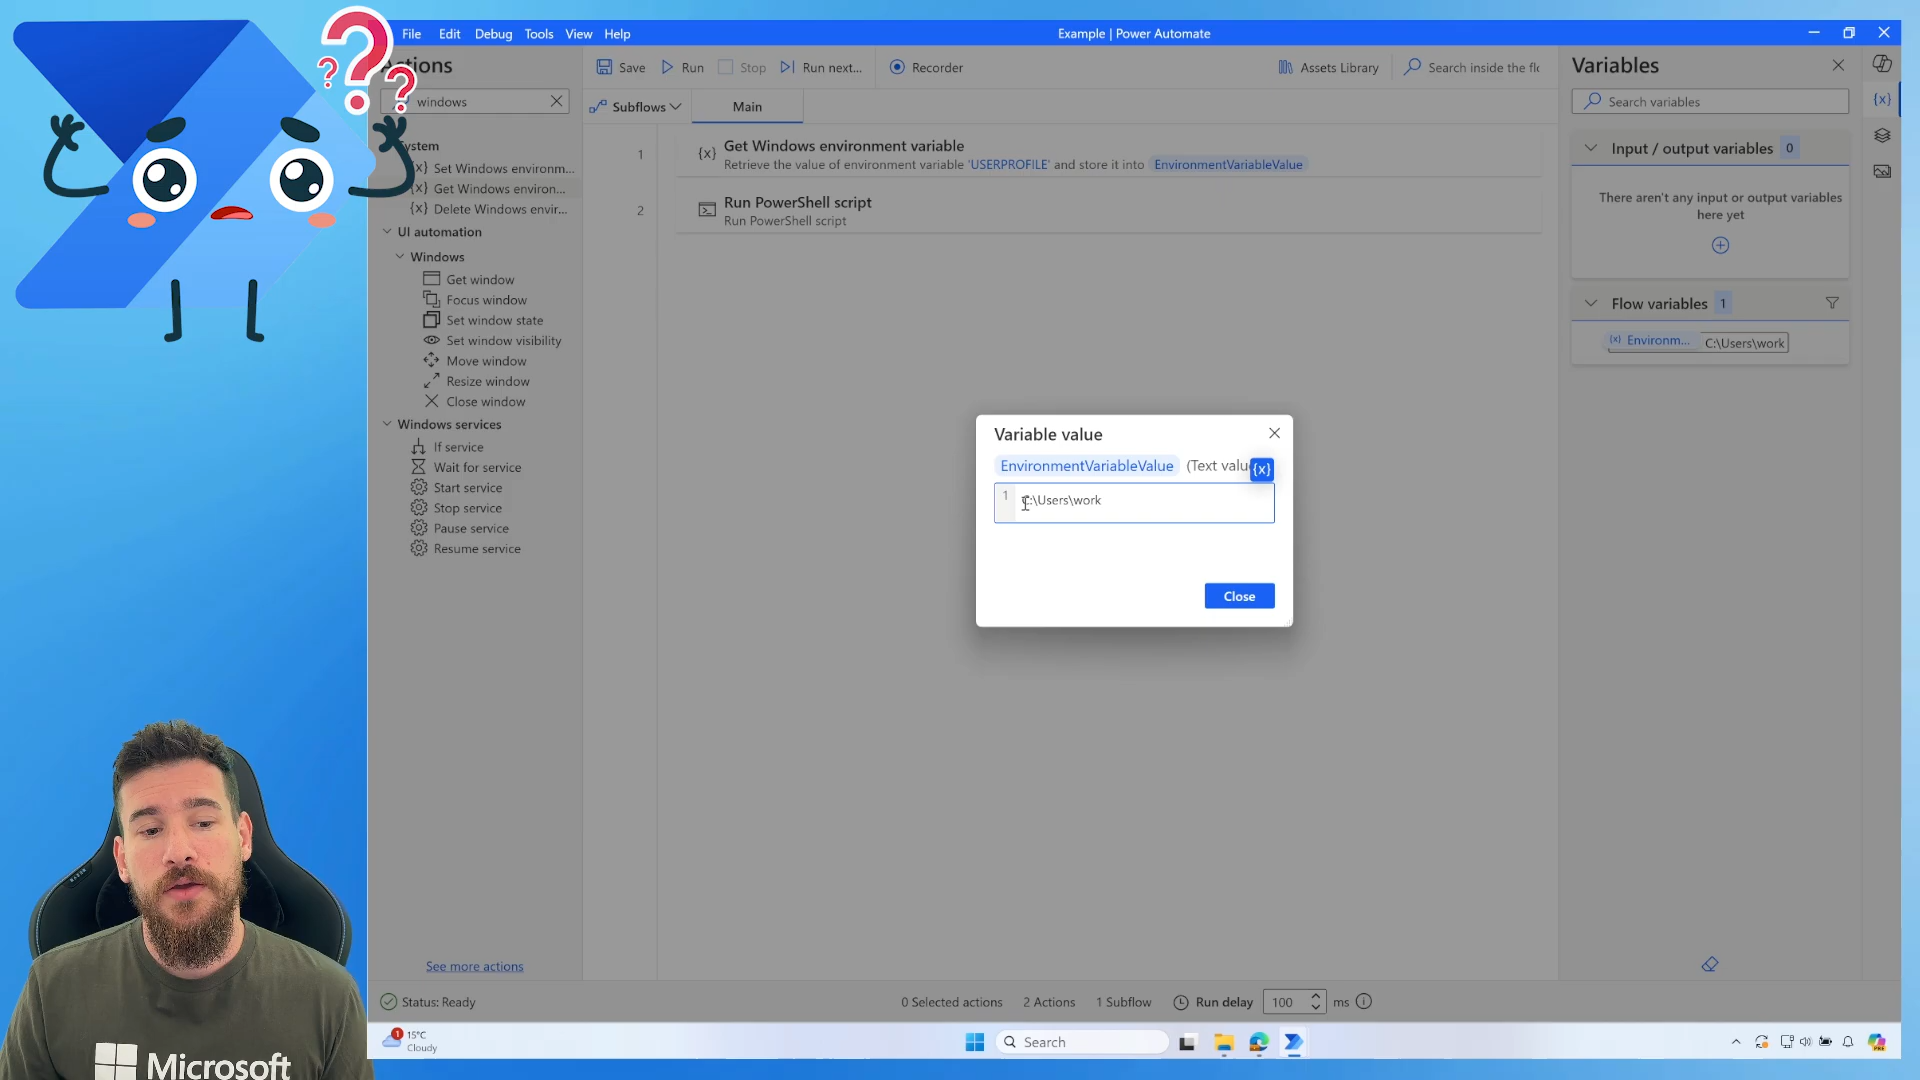 File Edit Debug Tools View Help
Example | Power Automate
Actions
windows
System
Set Windows environm...
Get Windows environ...
Delete Windows envir...
UI automation
Windows
Get window
Focus window
Set window state
Set window visibility
Move window
Resize window
Close window
Windows services
If service
Wait for service
Start service
Stop service
Pause service
Resume service
See more actions
Save Run Stop Run next... Recorder
Assets Library Search inside the flo
Subflows Main
1 {x} Get Windows environment variable
Retrieve the value of environment variable 'USERPROFILE' and store it into EnvironmentVariableValue
2 Run PowerShell script
Run PowerShell script
Variable value
EnvironmentVariableValue (Text valu {x}
1 C:\Users\work
Close
Variables
Search variables
Input / output variables 0
There aren't any input or output variables
here yet
Flow variables 1
{x} Environm... C:\Users\work
Status: Ready
0 Selected actions 2 Actions 1 Subflow Run delay 100 ms
1 15°C
Cloudy
Search
Microsoft